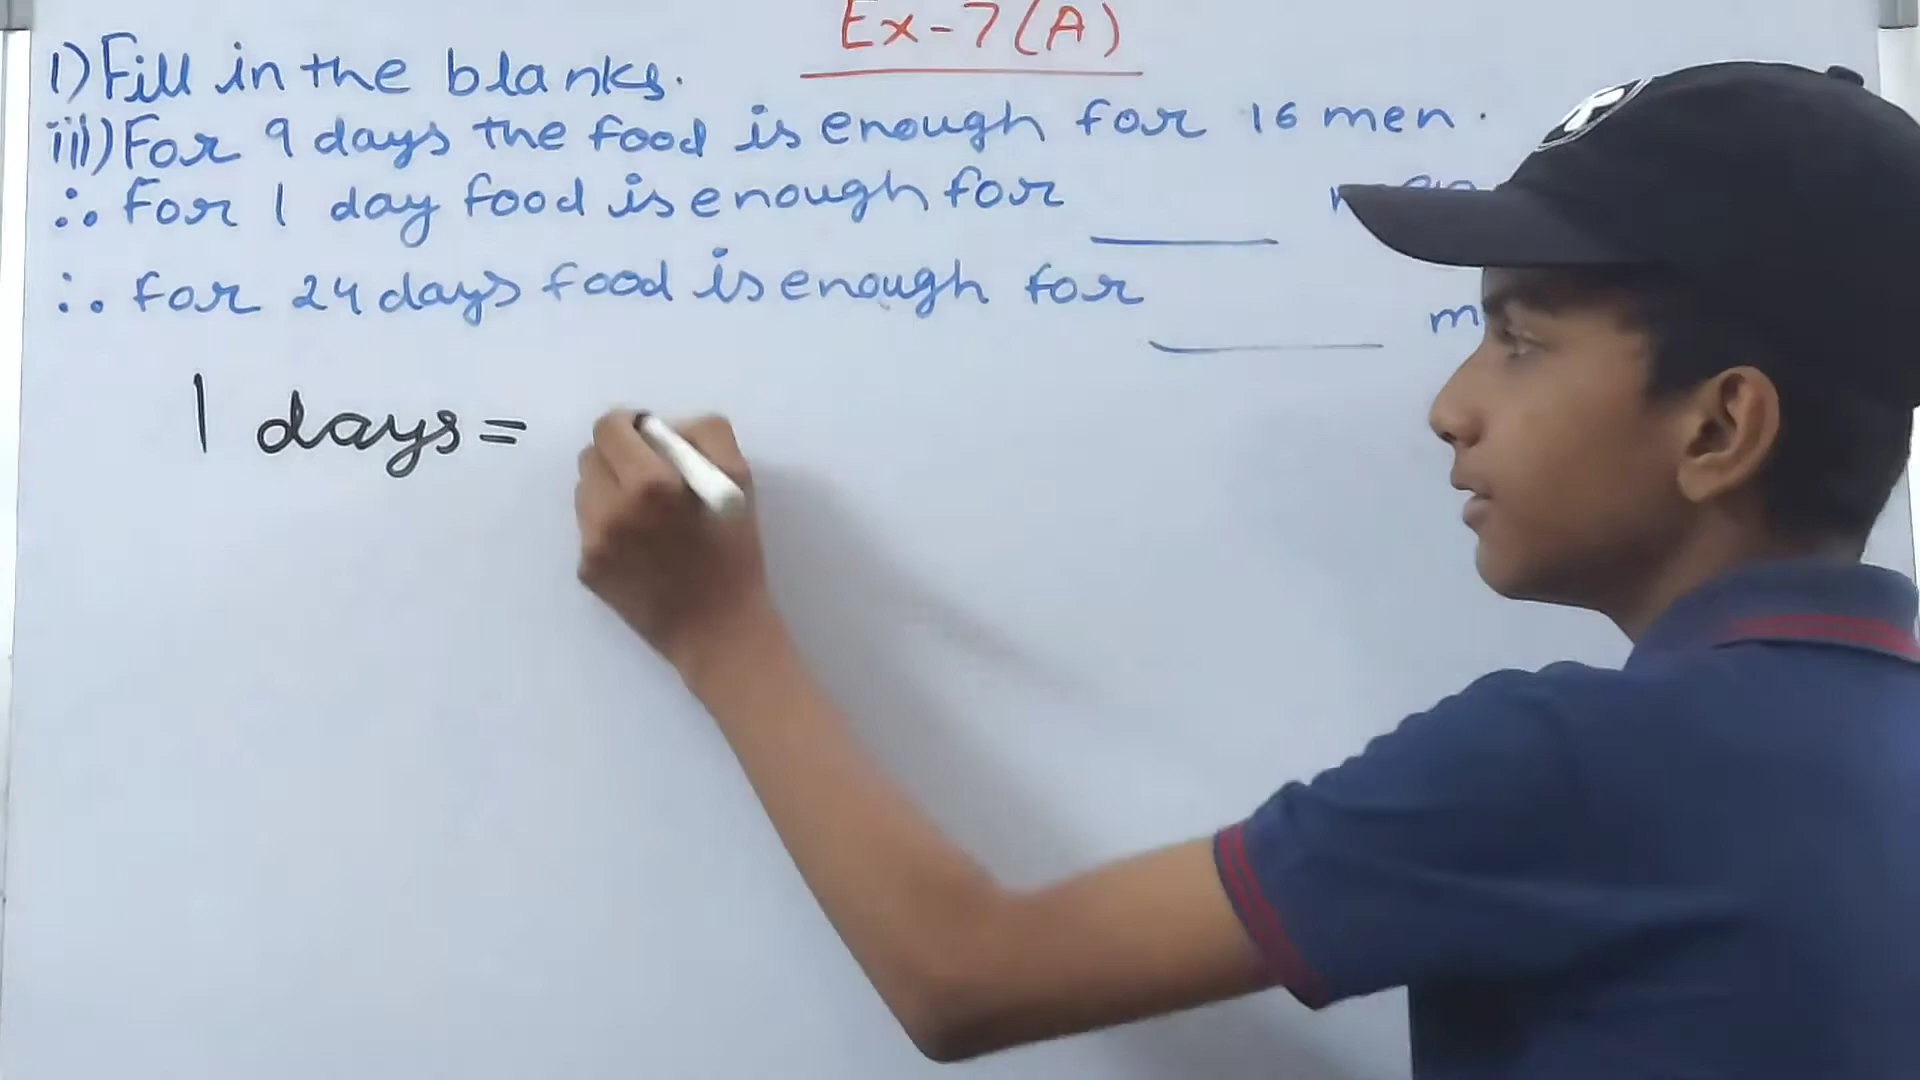 Ex-7(A)
1) Fill in the blanks.
iii) For 9 days the food is enough for 16 men.
∴ For 1 day food is enough for ______
∴ for 24 days food is enough for ______
1 days =